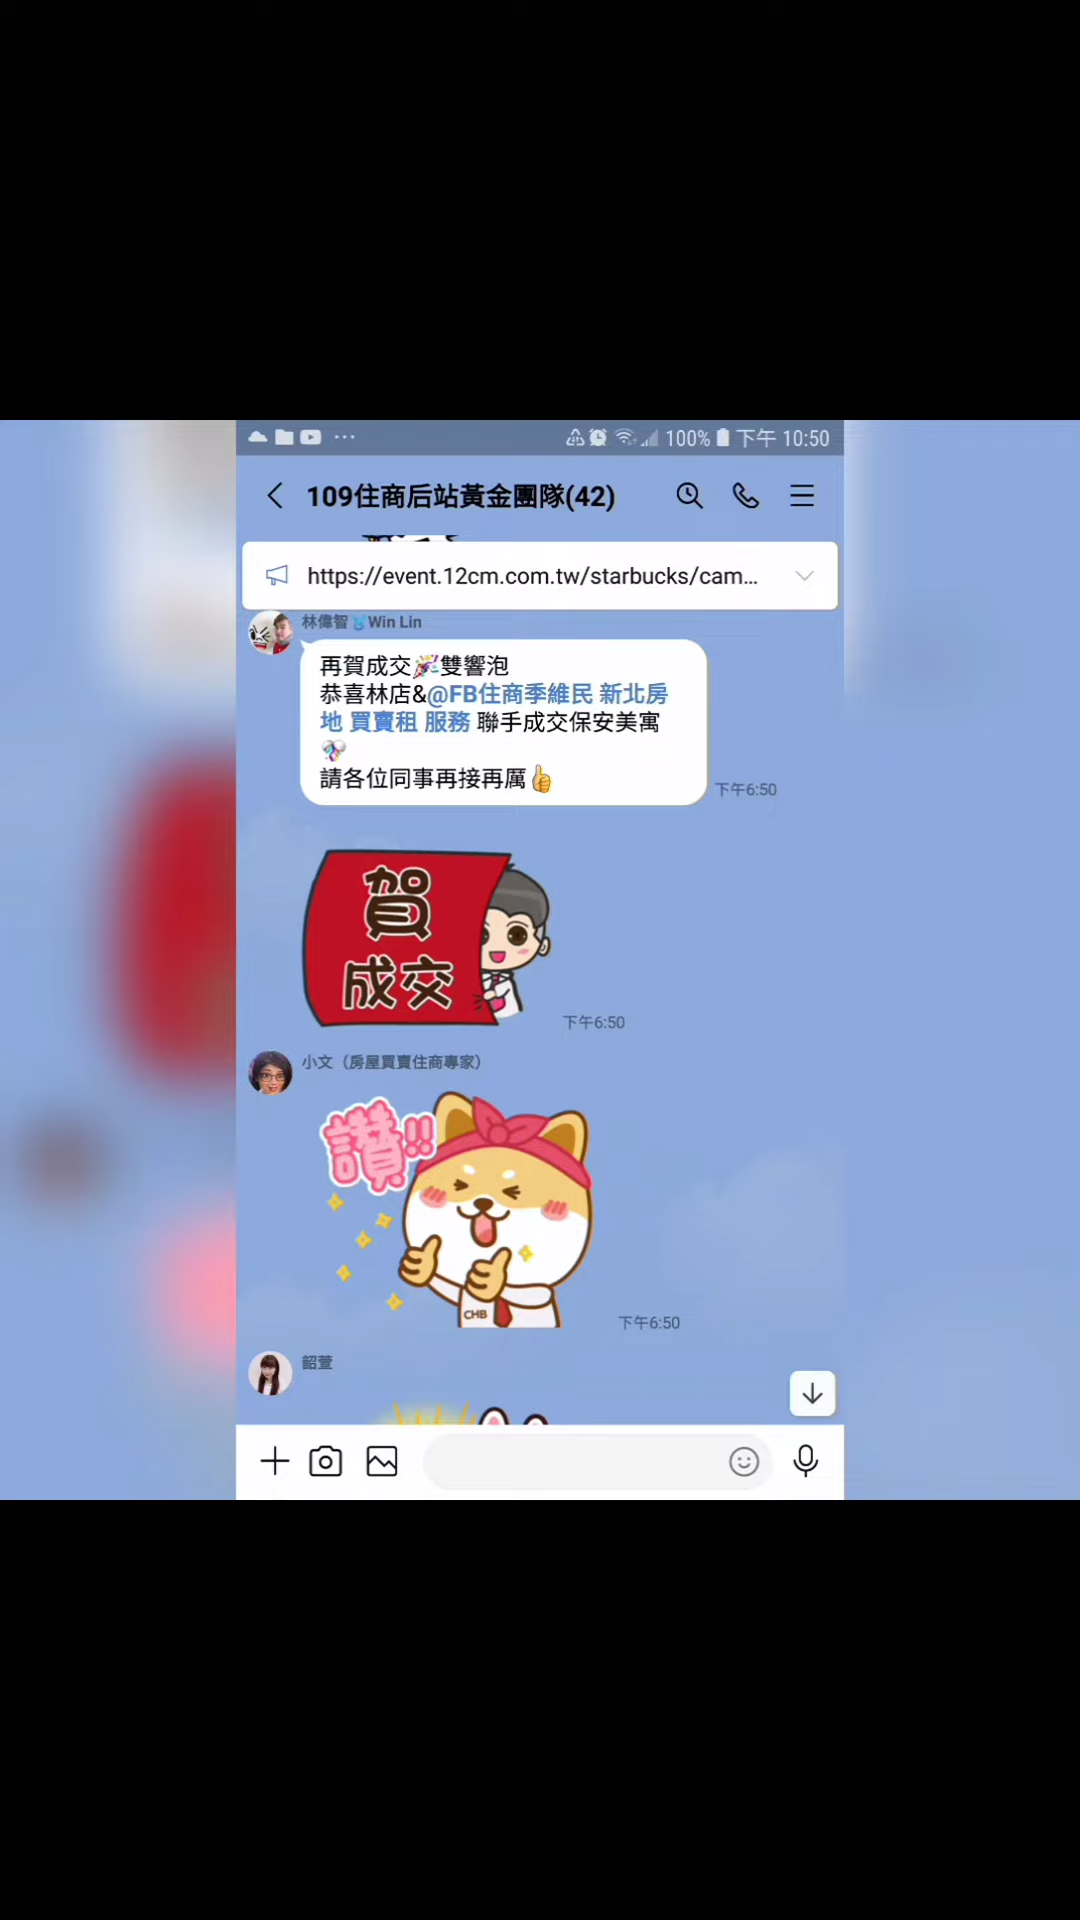 100% 下午 10:50
109住商后站黃金團隊(42)
https://event.12cm.com.tw/starbucks/cam...
林偉智 Win Lin
再賀成交🎉雙響泡
恭喜林店&@FB住商季維民 新北房
地 買賣租 服務 聯手成交保安美寓
🎊
請各位同事再接再厲👍
下午6:50
賀
成交
下午6:50
小文（房屋買賣住商專家）
讚!!
CHB
下午6:50
韶萱